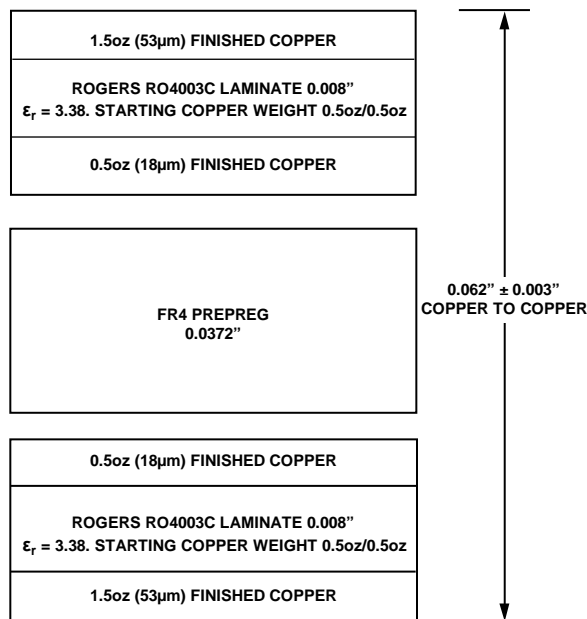 1.5oz (53μm) FINISHED COPPER
ROGERS RO4003C LAMINATE 0.008”
εr = 3.38. STARTING COPPER WEIGHT 0.5oz/0.5oz
0.5oz (18μm) FINISHED COPPER
FR4 PREPREG
0.0372”
0.062” ± 0.003”
COPPER TO COPPER
0.5oz (18μm) FINISHED COPPER
ROGERS RO4003C LAMINATE 0.008”
εr = 3.38. STARTING COPPER WEIGHT 0.5oz/0.5oz
1.5oz (53μm) FINISHED COPPER